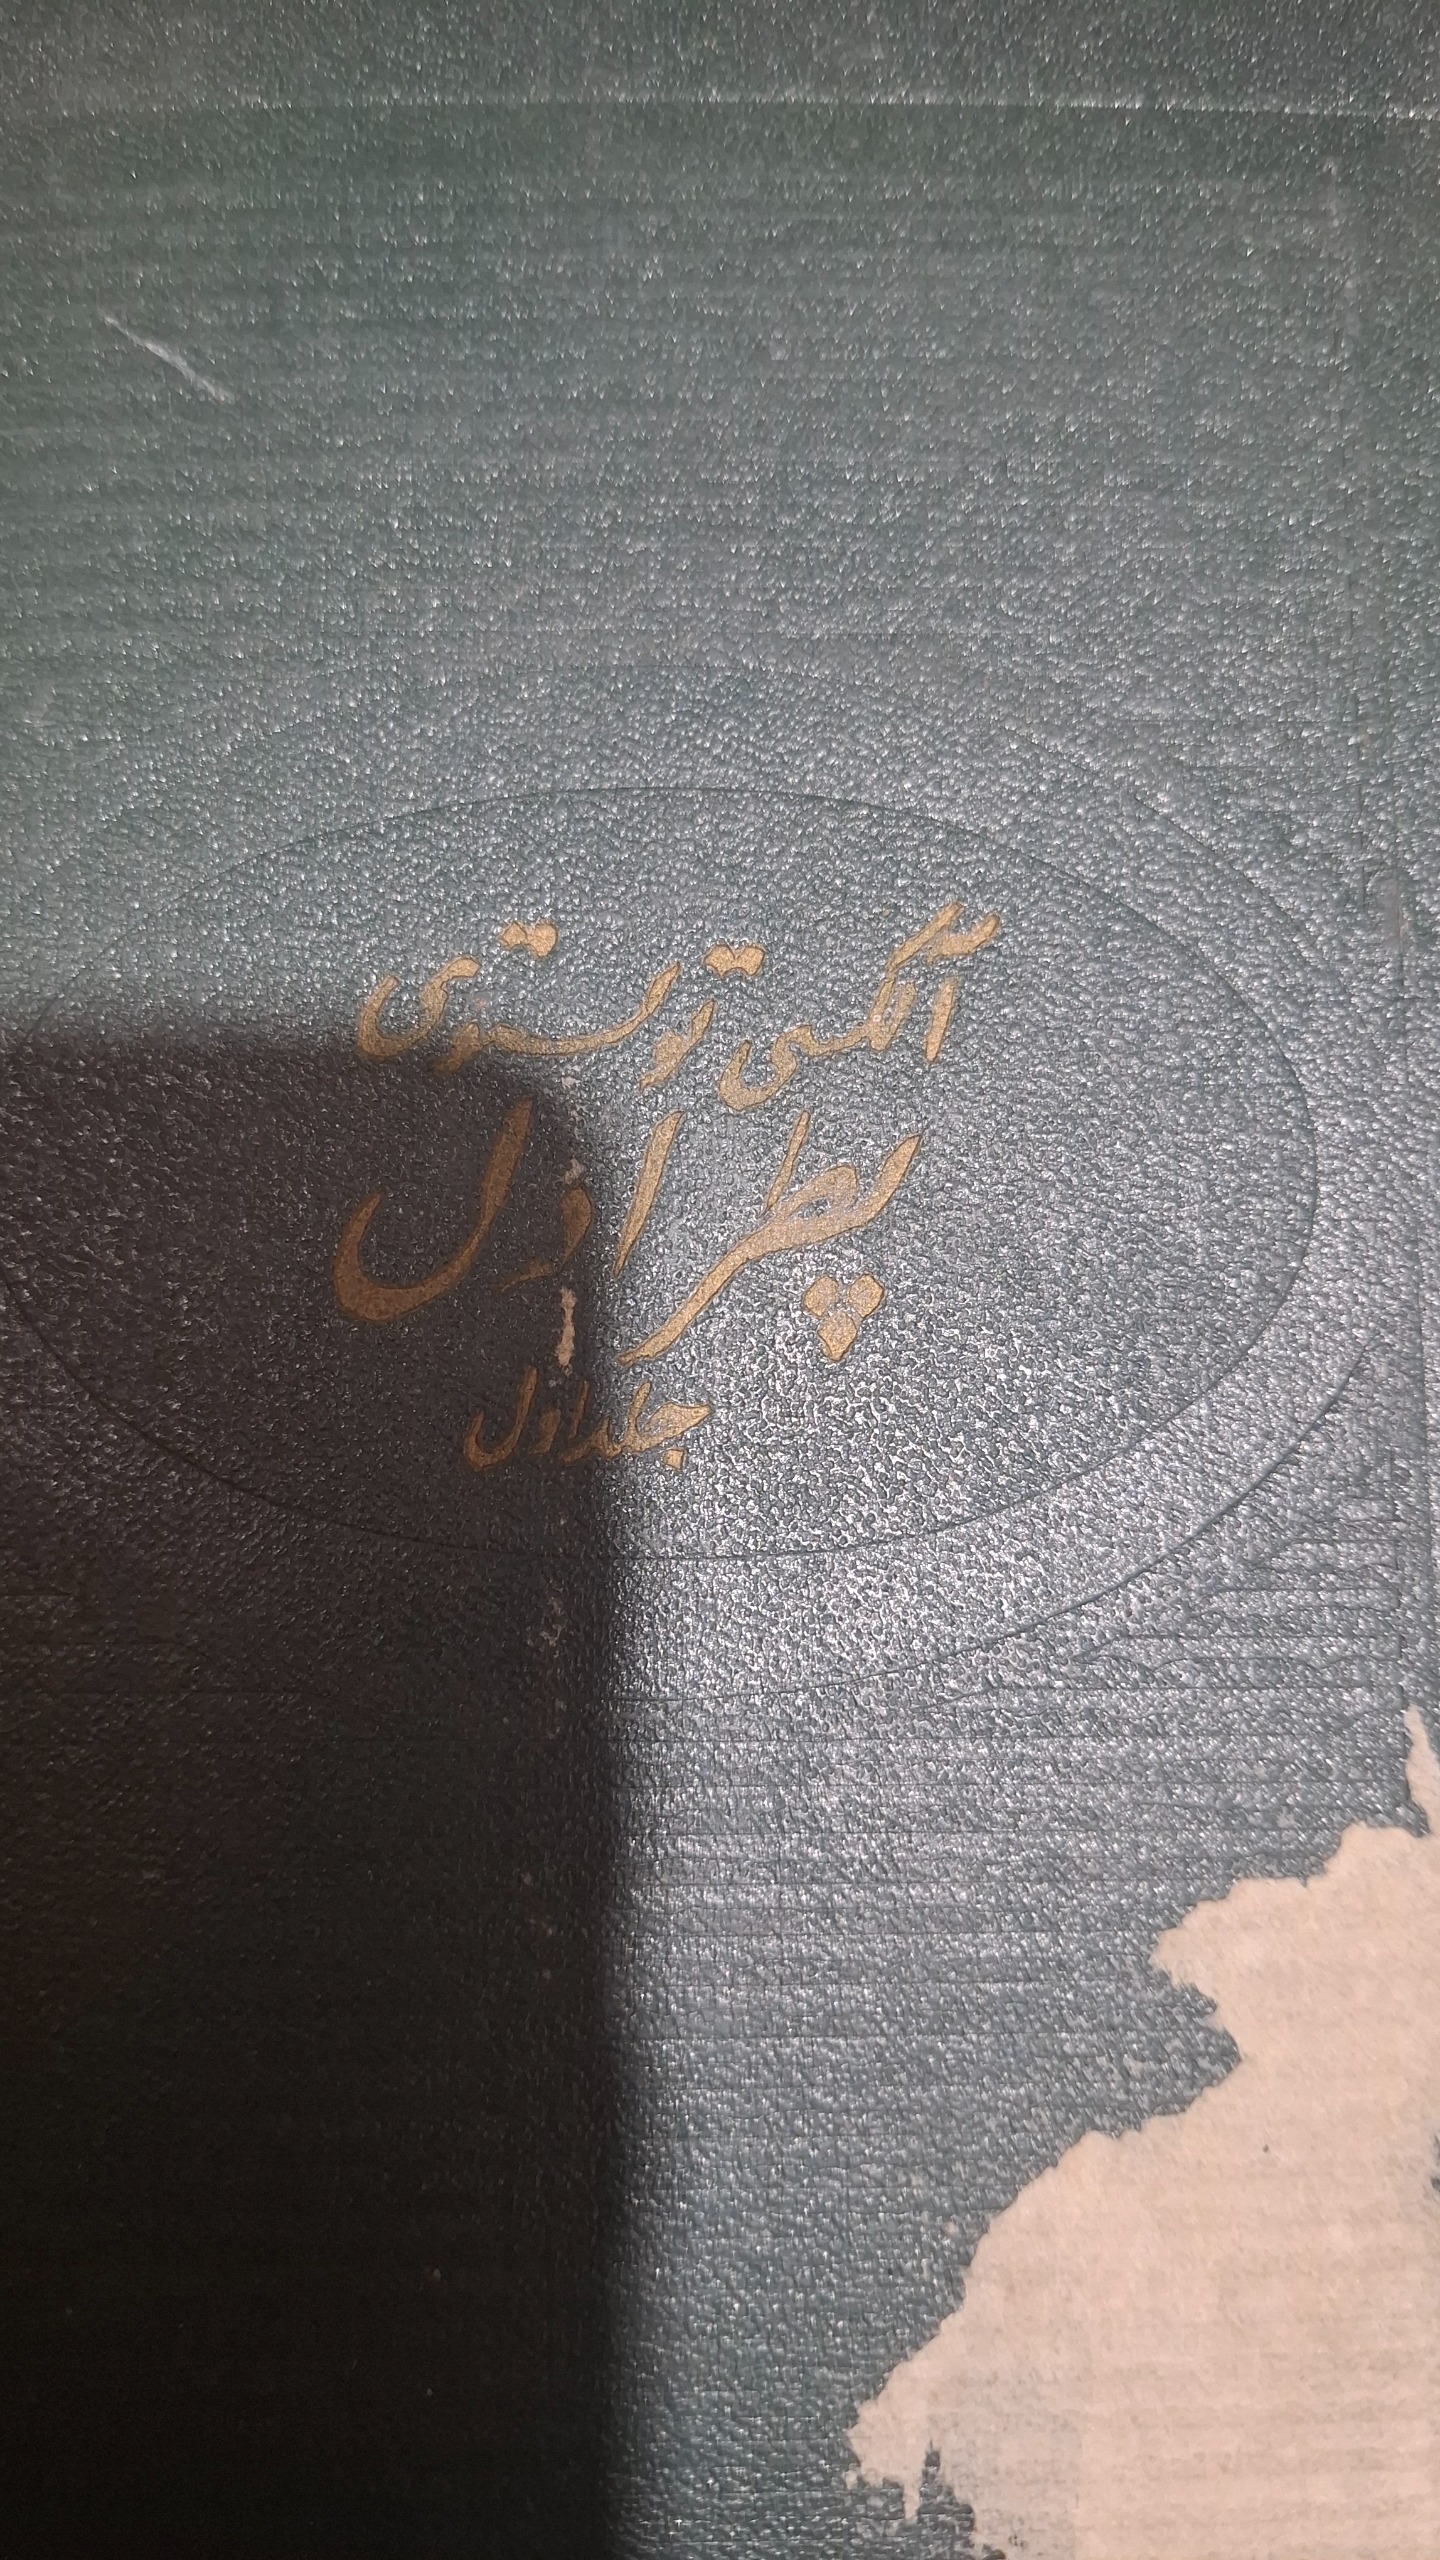 آلکسی تولستوی
پطر اول
جلد اول